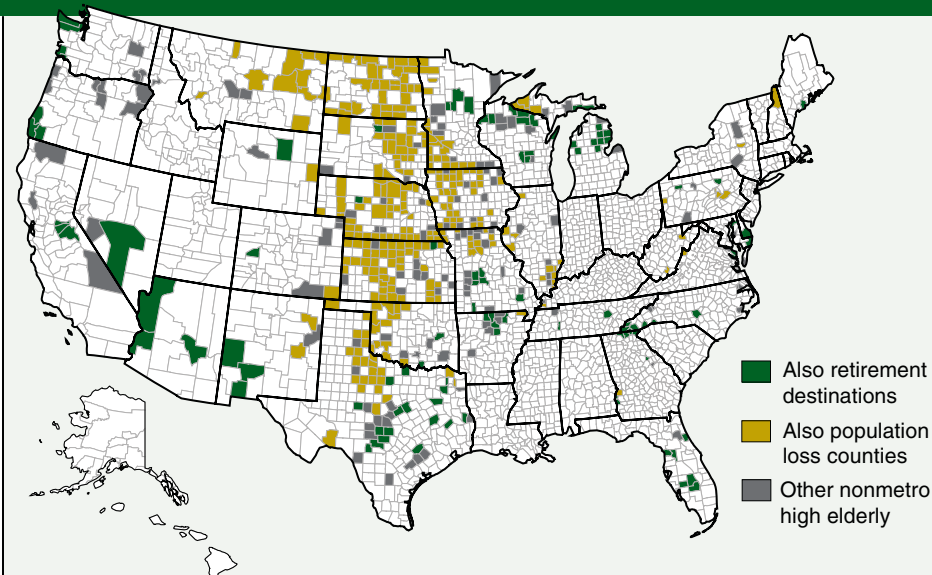 Also retirement
destinations
Also population
loss counties
Other nonmetro
high elderly